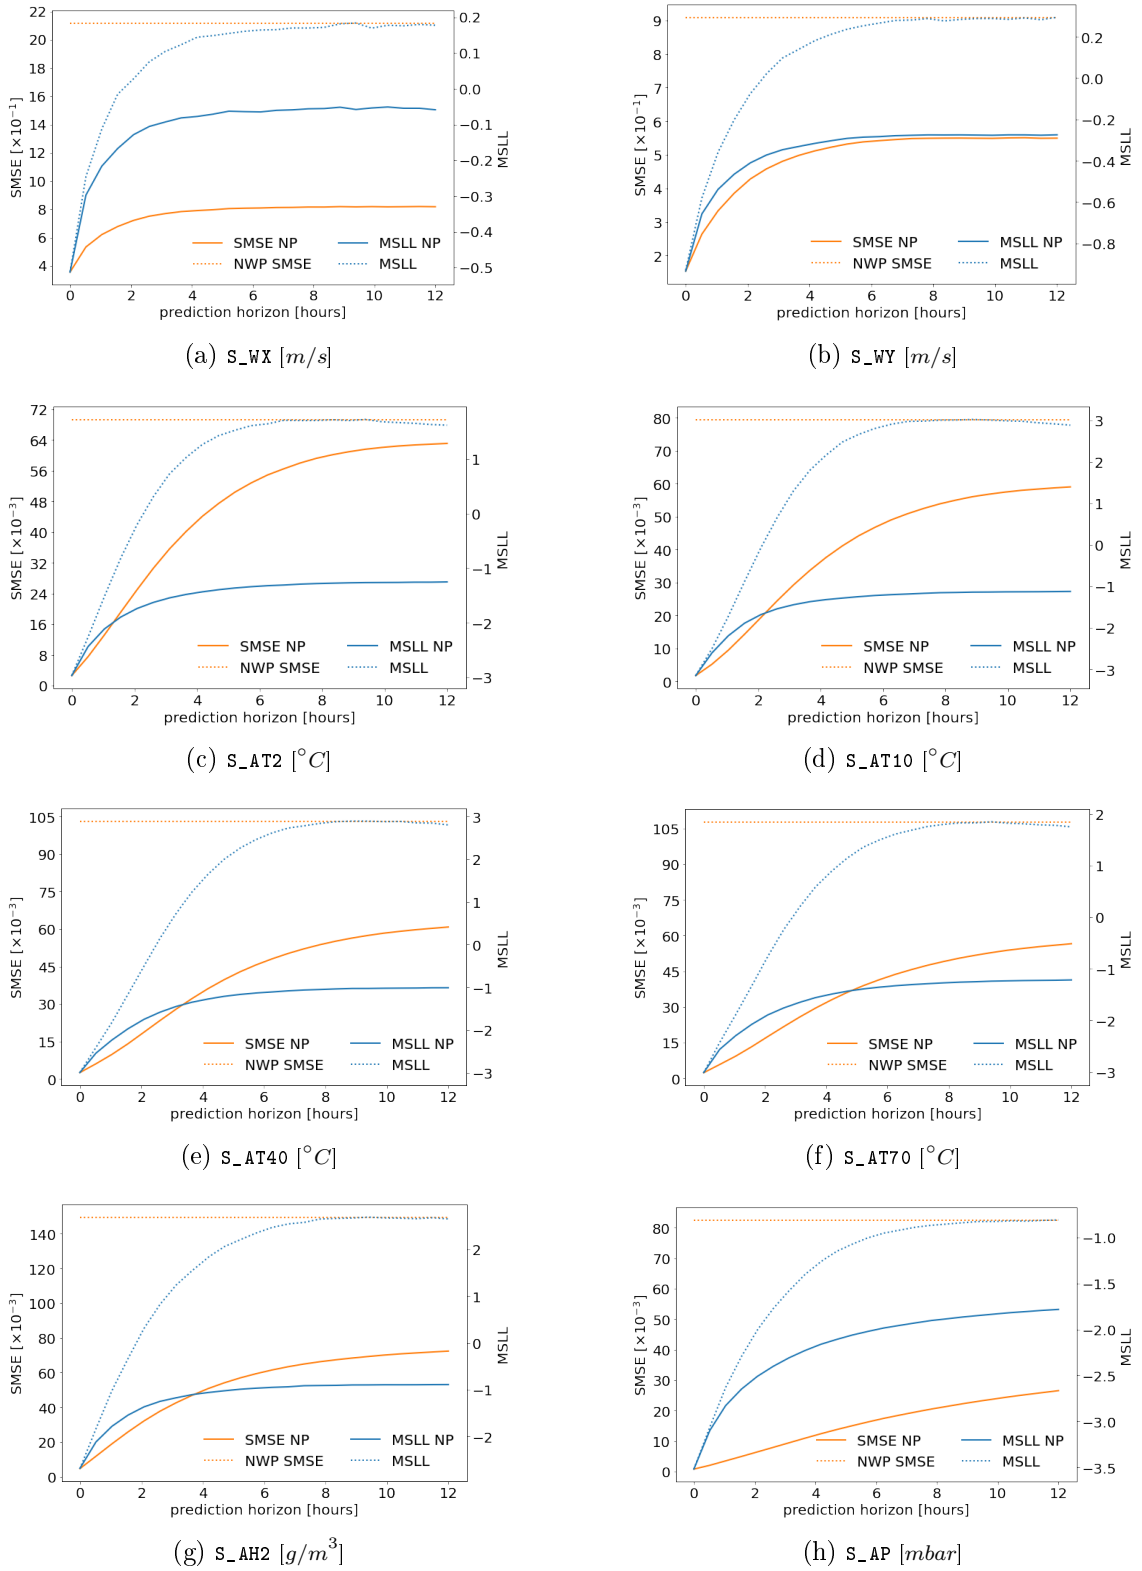 SMSE [×10⁻¹]
22
20
18
16
14
12
10
8
6
4
0.2
0.1
0.0
−0.1
−0.2
−0.3
−0.4
−0.5
MSLL
SMSE NP
NWP SMSE
MSLL NP
MSLL
0 2 4 6 8 10 12
prediction horizon [hours]
(a) S_WX [m/s]
SMSE [×10⁻¹]
9
8
7
6
5
4
3
2
0.2
0.0
−0.2
−0.4
−0.6
−0.8
MSLL
SMSE NP
NWP SMSE
MSLL NP
MSLL
0 2 4 6 8 10 12
prediction horizon [hours]
(b) S_WY [m/s]
SMSE [×10⁻³]
72
64
56
48
40
32
24
16
8
0
1
0
−1
−2
−3
MSLL
SMSE NP
NWP SMSE
MSLL NP
MSLL
0 2 4 6 8 10 12
prediction horizon [hours]
(c) S_AT2 [°C]
SMSE [×10⁻³]
80
70
60
50
40
30
20
10
0
3
2
1
0
−1
−2
−3
MSLL
SMSE NP
NWP SMSE
MSLL NP
MSLL
0 2 4 6 8 10 12
prediction horizon [hours]
(d) S_AT10 [°C]
SMSE [×10⁻³]
105
90
75
60
45
30
15
0
3
2
1
0
−1
−2
−3
MSLL
SMSE NP
NWP SMSE
MSLL NP
MSLL
0 2 4 6 8 10 12
prediction horizon [hours]
(e) S_AT40 [°C]
SMSE [×10⁻³]
105
90
75
60
45
30
15
0
2
1
0
−1
−2
−3
MSLL
SMSE NP
NWP SMSE
MSLL NP
MSLL
0 2 4 6 8 10 12
prediction horizon [hours]
(f) S_AT70 [°C]
SMSE [×10⁻³]
140
120
100
80
60
40
20
0
2
1
0
−1
−2
MSLL
SMSE NP
NWP SMSE
MSLL NP
MSLL
0 2 4 6 8 10 12
prediction horizon [hours]
(g) S_AH2 [g/m³]
SMSE [×10⁻³]
80
70
60
50
40
30
20
10
0
−1.0
−1.5
−2.0
−2.5
−3.0
−3.5
MSLL
SMSE NP
NWP SMSE
MSLL NP
MSLL
0 2 4 6 8 10 12
prediction horizon [hours]
(h) S_AP [mbar]